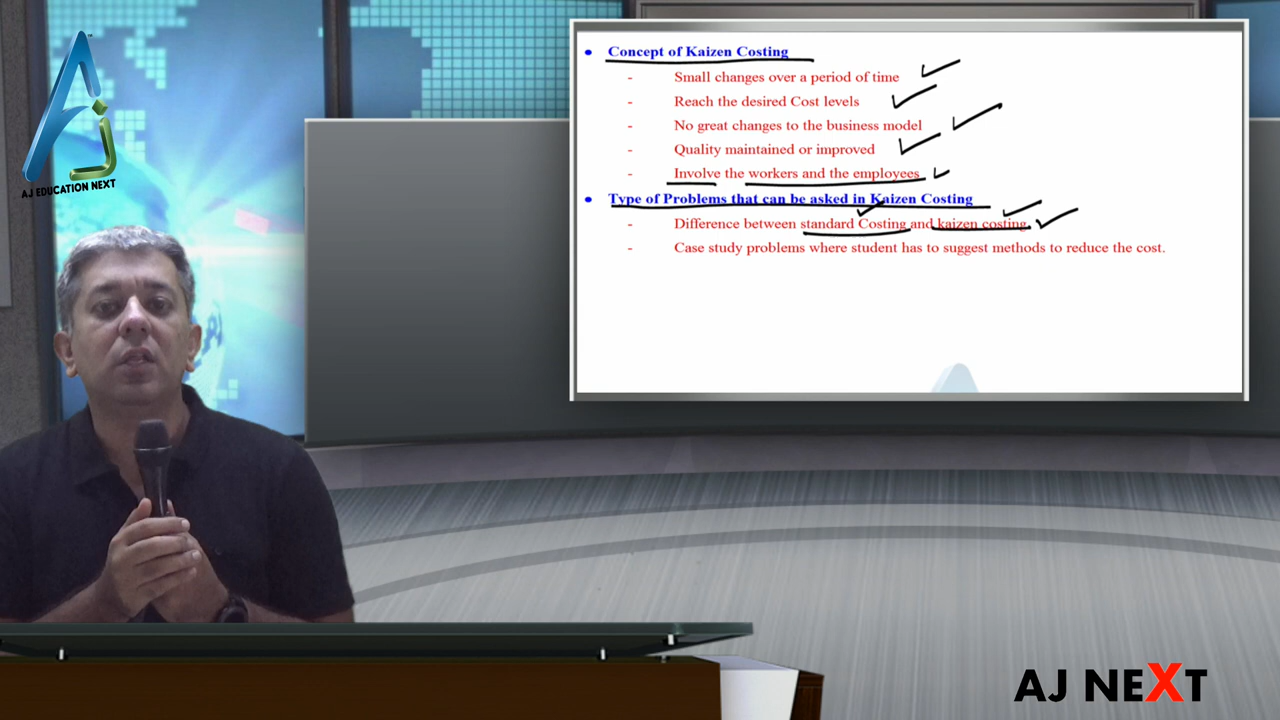 AJ EDUCATION NEXT
Concept of Kaizen Costing
- Small changes over a period of time
- Reach the desired Cost levels
- No great changes to the business model
- Quality maintained or improved
- Involve the workers and the employees
Type of Problems that can be asked in Kaizen Costing
- Difference between standard Costing and kaizen costing
- Case study problems where student has to suggest methods to reduce the cost.
AJ NEXT